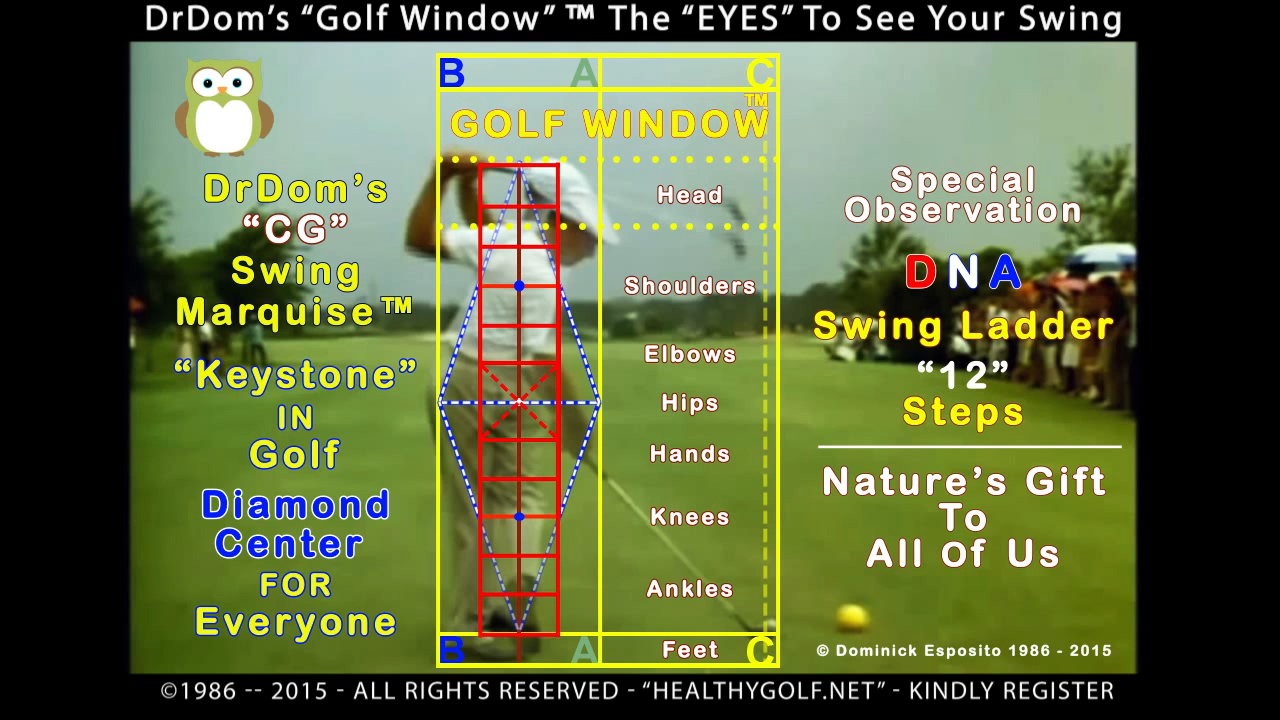 DrDom's “Golf Window” ™ The “EYES” To See Your Swing
B A C
GOLF WINDOW™
DrDom's
“CG”
Swing
Marquise™
“Keystone”
IN
Golf
Diamond
Center
FOR
Everyone
Head
Shoulders
Elbows
Hips
Hands
Knees
Ankles
Feet
B A C
Special
Observation
DNA
Swing Ladder
“12”
Steps
Nature's Gift
To
All Of Us
© Dominick Esposito 1986 - 2015
©1986 -- 2015 - ALL RIGHTS RESERVED - “HEALTHYGOLF.NET” - KINDLY REGISTER